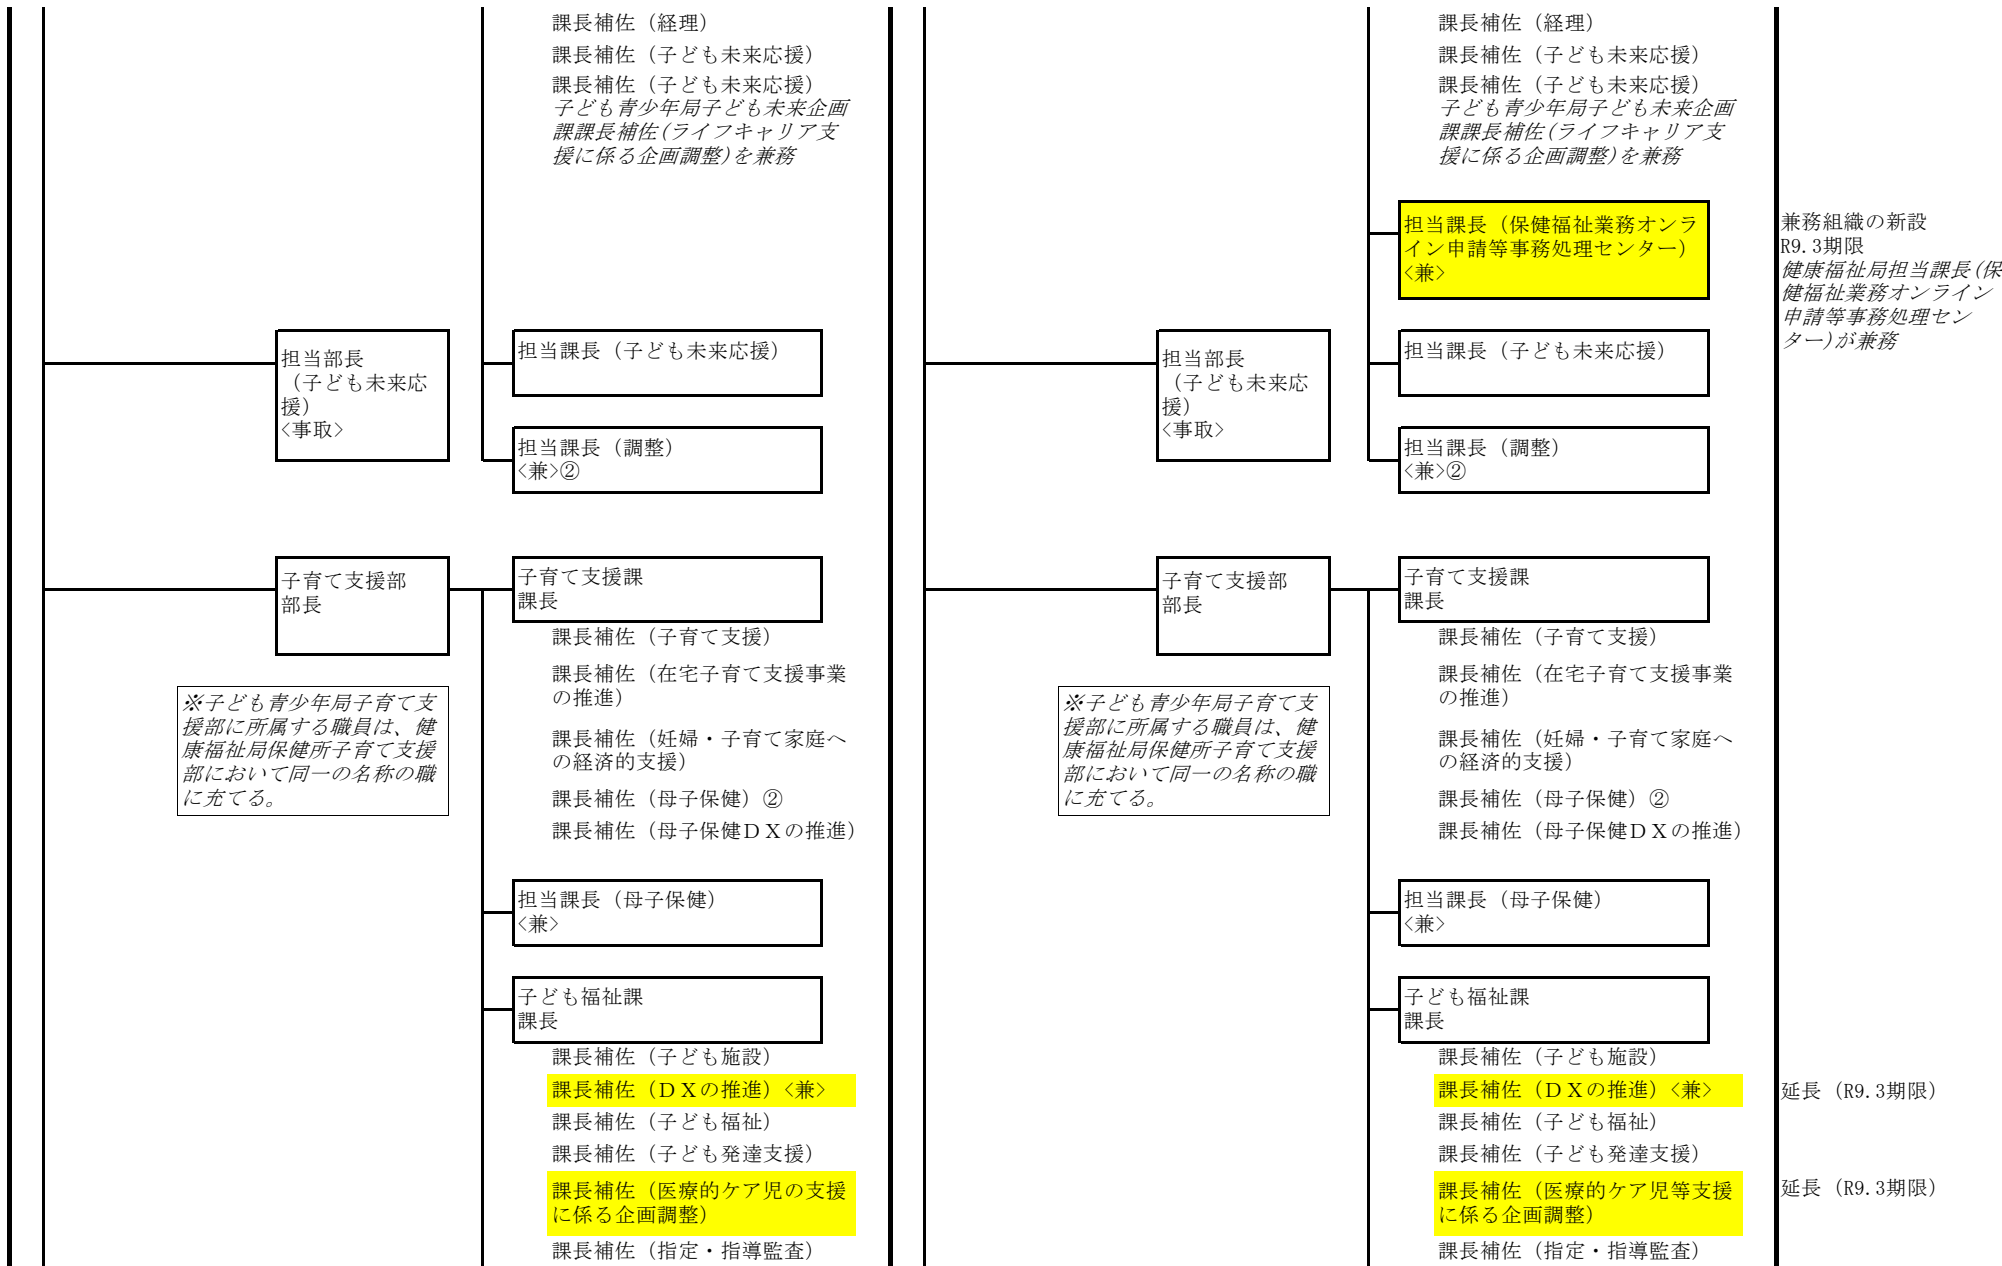 課長補佐（経理）
課長補佐（子ども未来応援）
課長補佐（子ども未来応援）
子ども青少年局子ども未来企画
課課長補佐(ライフキャリア支
援に係る企画調整)を兼務
担当部長
（子ども未来応
援）
<事取>
担当課長（子ども未来応援）
担当課長（調整）
<兼>②
子育て支援部
部長
※子ども青少年局子育て支
援部に所属する職員は、健
康福祉局保健所子育て支援
部において同一の名称の職
に充てる。
子育て支援課
課長
課長補佐（子育て支援）
課長補佐（在宅子育て支援事業
の推進）
課長補佐（妊婦・子育て家庭へ
の経済的支援）
課長補佐（母子保健）②
課長補佐（母子保健ＤＸの推進）
担当課長（母子保健）
<兼>
子ども福祉課
課長
課長補佐（子ども施設）
課長補佐（ＤＸの推進）<兼>
課長補佐（子ども福祉）
課長補佐（子ども発達支援）
課長補佐（医療的ケア児の支援
に係る企画調整）
課長補佐（指定・指導監査）
課長補佐（経理）
課長補佐（子ども未来応援）
課長補佐（子ども未来応援）
子ども青少年局子ども未来企画
課課長補佐(ライフキャリア支
援に係る企画調整)を兼務
担当課長（保健福祉業務オンラ
イン申請等事務処理センター）
<兼>
担当部長
（子ども未来応
援）
<事取>
担当課長（子ども未来応援）
担当課長（調整）
<兼>②
子育て支援部
部長
※子ども青少年局子育て支
援部に所属する職員は、健
康福祉局保健所子育て支援
部において同一の名称の職
に充てる。
子育て支援課
課長
課長補佐（子育て支援）
課長補佐（在宅子育て支援事業
の推進）
課長補佐（妊婦・子育て家庭へ
の経済的支援）
課長補佐（母子保健）②
課長補佐（母子保健ＤＸの推進）
担当課長（母子保健）
<兼>
子ども福祉課
課長
課長補佐（子ども施設）
課長補佐（ＤＸの推進）<兼>
課長補佐（子ども福祉）
課長補佐（子ども発達支援）
課長補佐（医療的ケア児等支援
に係る企画調整）
課長補佐（指定・指導監査）
兼務組織の新設
R9.3期限
健康福祉局担当課長(保
健福祉業務オンライン
申請等事務処理セン
ター)が兼務
延長（R9.3期限）
延長（R9.3期限）